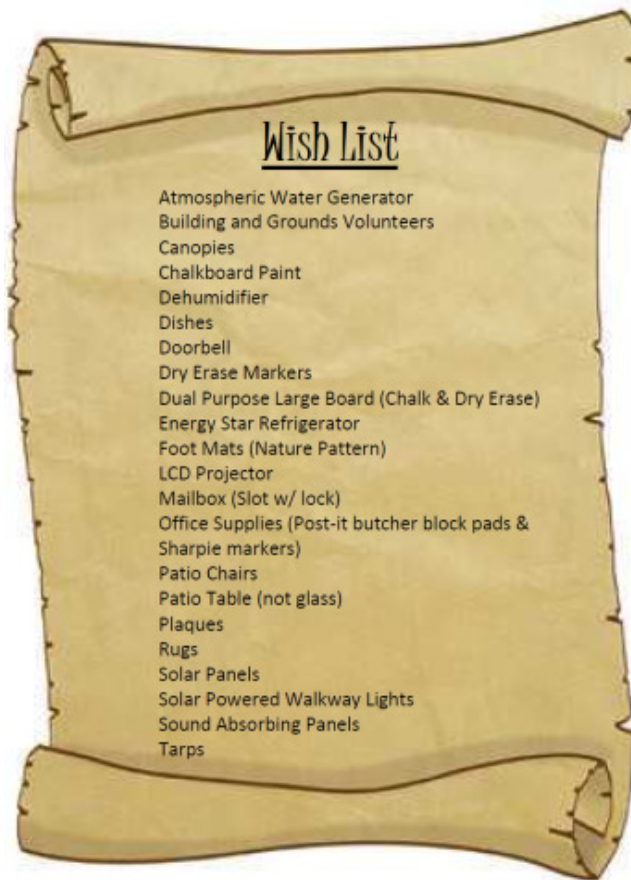 Wish List
Atmospheric Water Generator
Building and Grounds Volunteers
Canopies
Chalkboard Paint
Dehumidifier
Dishes
Doorbell
Dry Erase Markers
Dual Purpose Large Board (Chalk & Dry Erase)
Energy Star Refrigerator
Foot Mats (Nature Pattern)
LCD Projector
Mailbox (Slot w/ lock)
Office Supplies (Post-it butcher block pads &
Sharpie markers)
Patio Chairs
Patio Table (not glass)
Plaques
Rugs
Solar Panels
Solar Powered Walkway Lights
Sound Absorbing Panels
Tarps